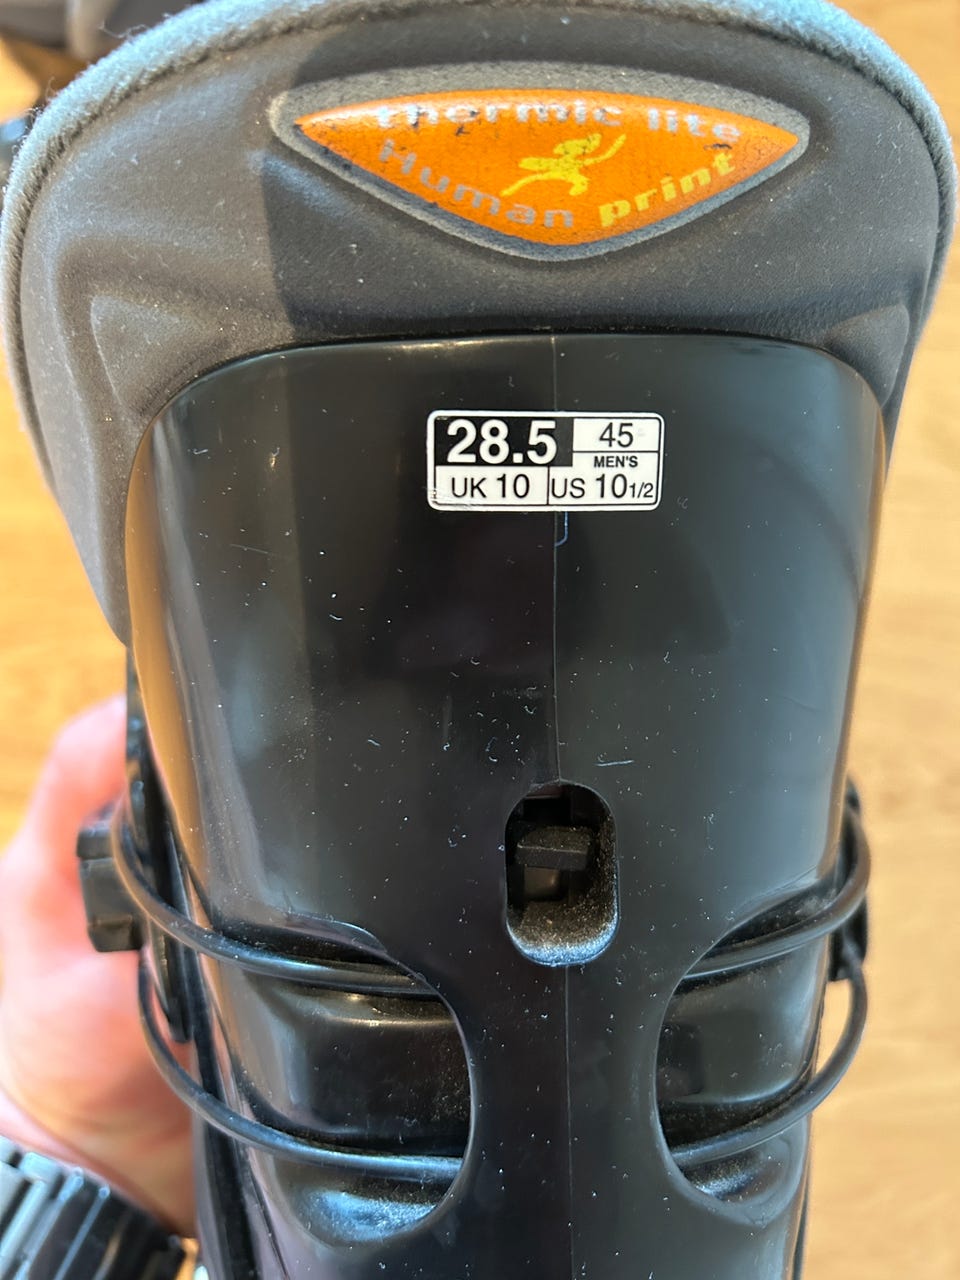 thermic lite
Human print
28.5
45
MEN'S
UK 10
US 10 1/2